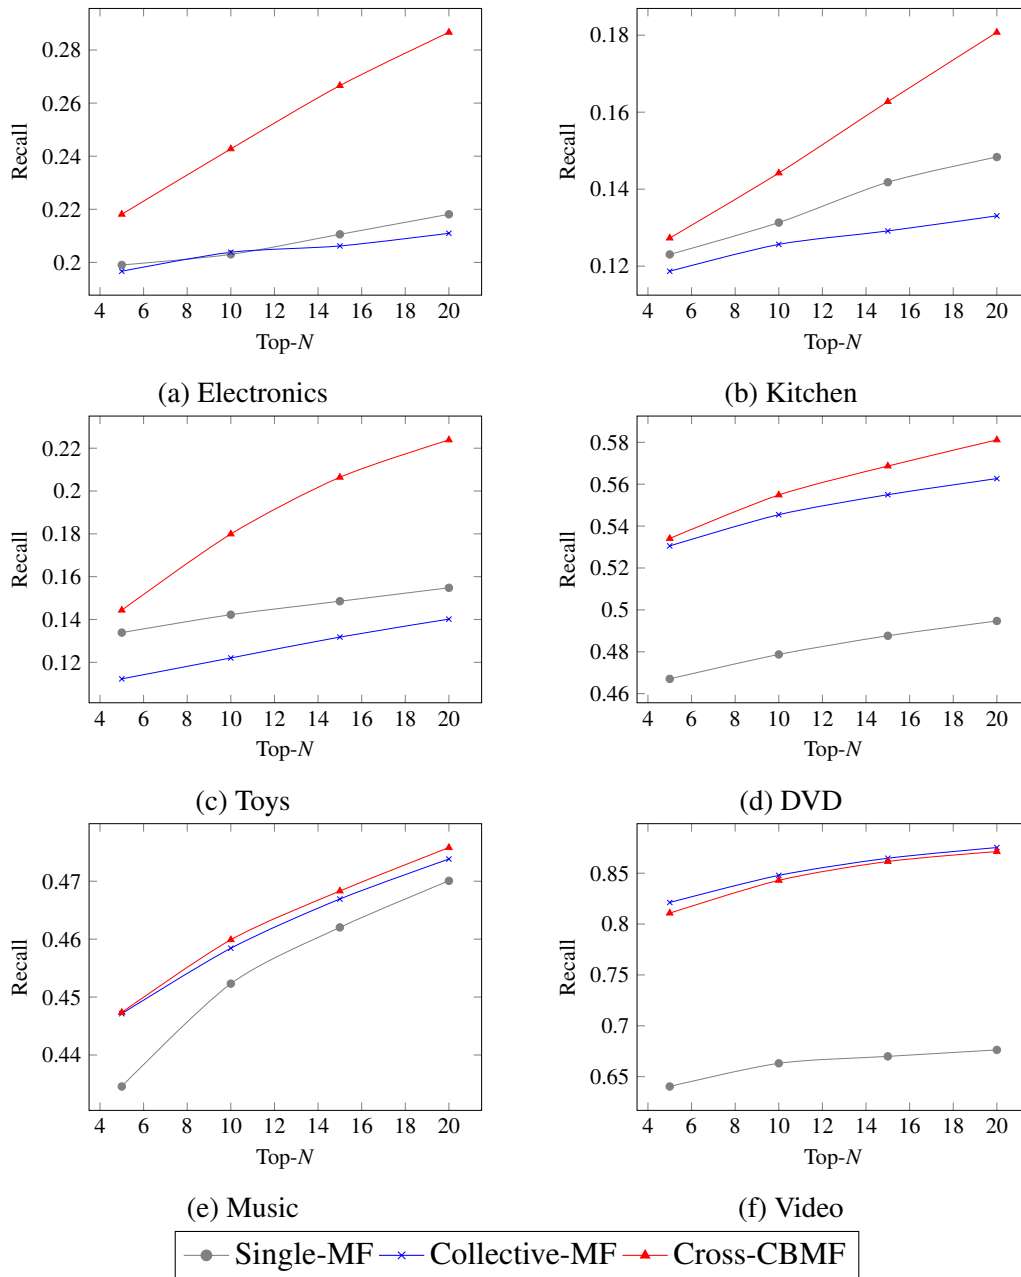 0.28
0.26
0.24
0.22
0.2
Recall
4 6 8 10 12 14 16 18 20
Top-N
(a) Electronics
0.18
0.16
0.14
0.12
Recall
4 6 8 10 12 14 16 18 20
Top-N
(b) Kitchen
0.22
0.2
0.18
0.16
0.14
0.12
Recall
4 6 8 10 12 14 16 18 20
Top-N
(c) Toys
0.58
0.56
0.54
0.52
0.5
0.48
0.46
Recall
4 6 8 10 12 14 16 18 20
Top-N
(d) DVD
0.47
0.46
0.45
0.44
Recall
4 6 8 10 12 14 16 18 20
Top-N
(e) Music
0.85
0.8
0.75
0.7
0.65
Recall
4 6 8 10 12 14 16 18 20
Top-N
(f) Video
Single-MF Collective-MF Cross-CBMF